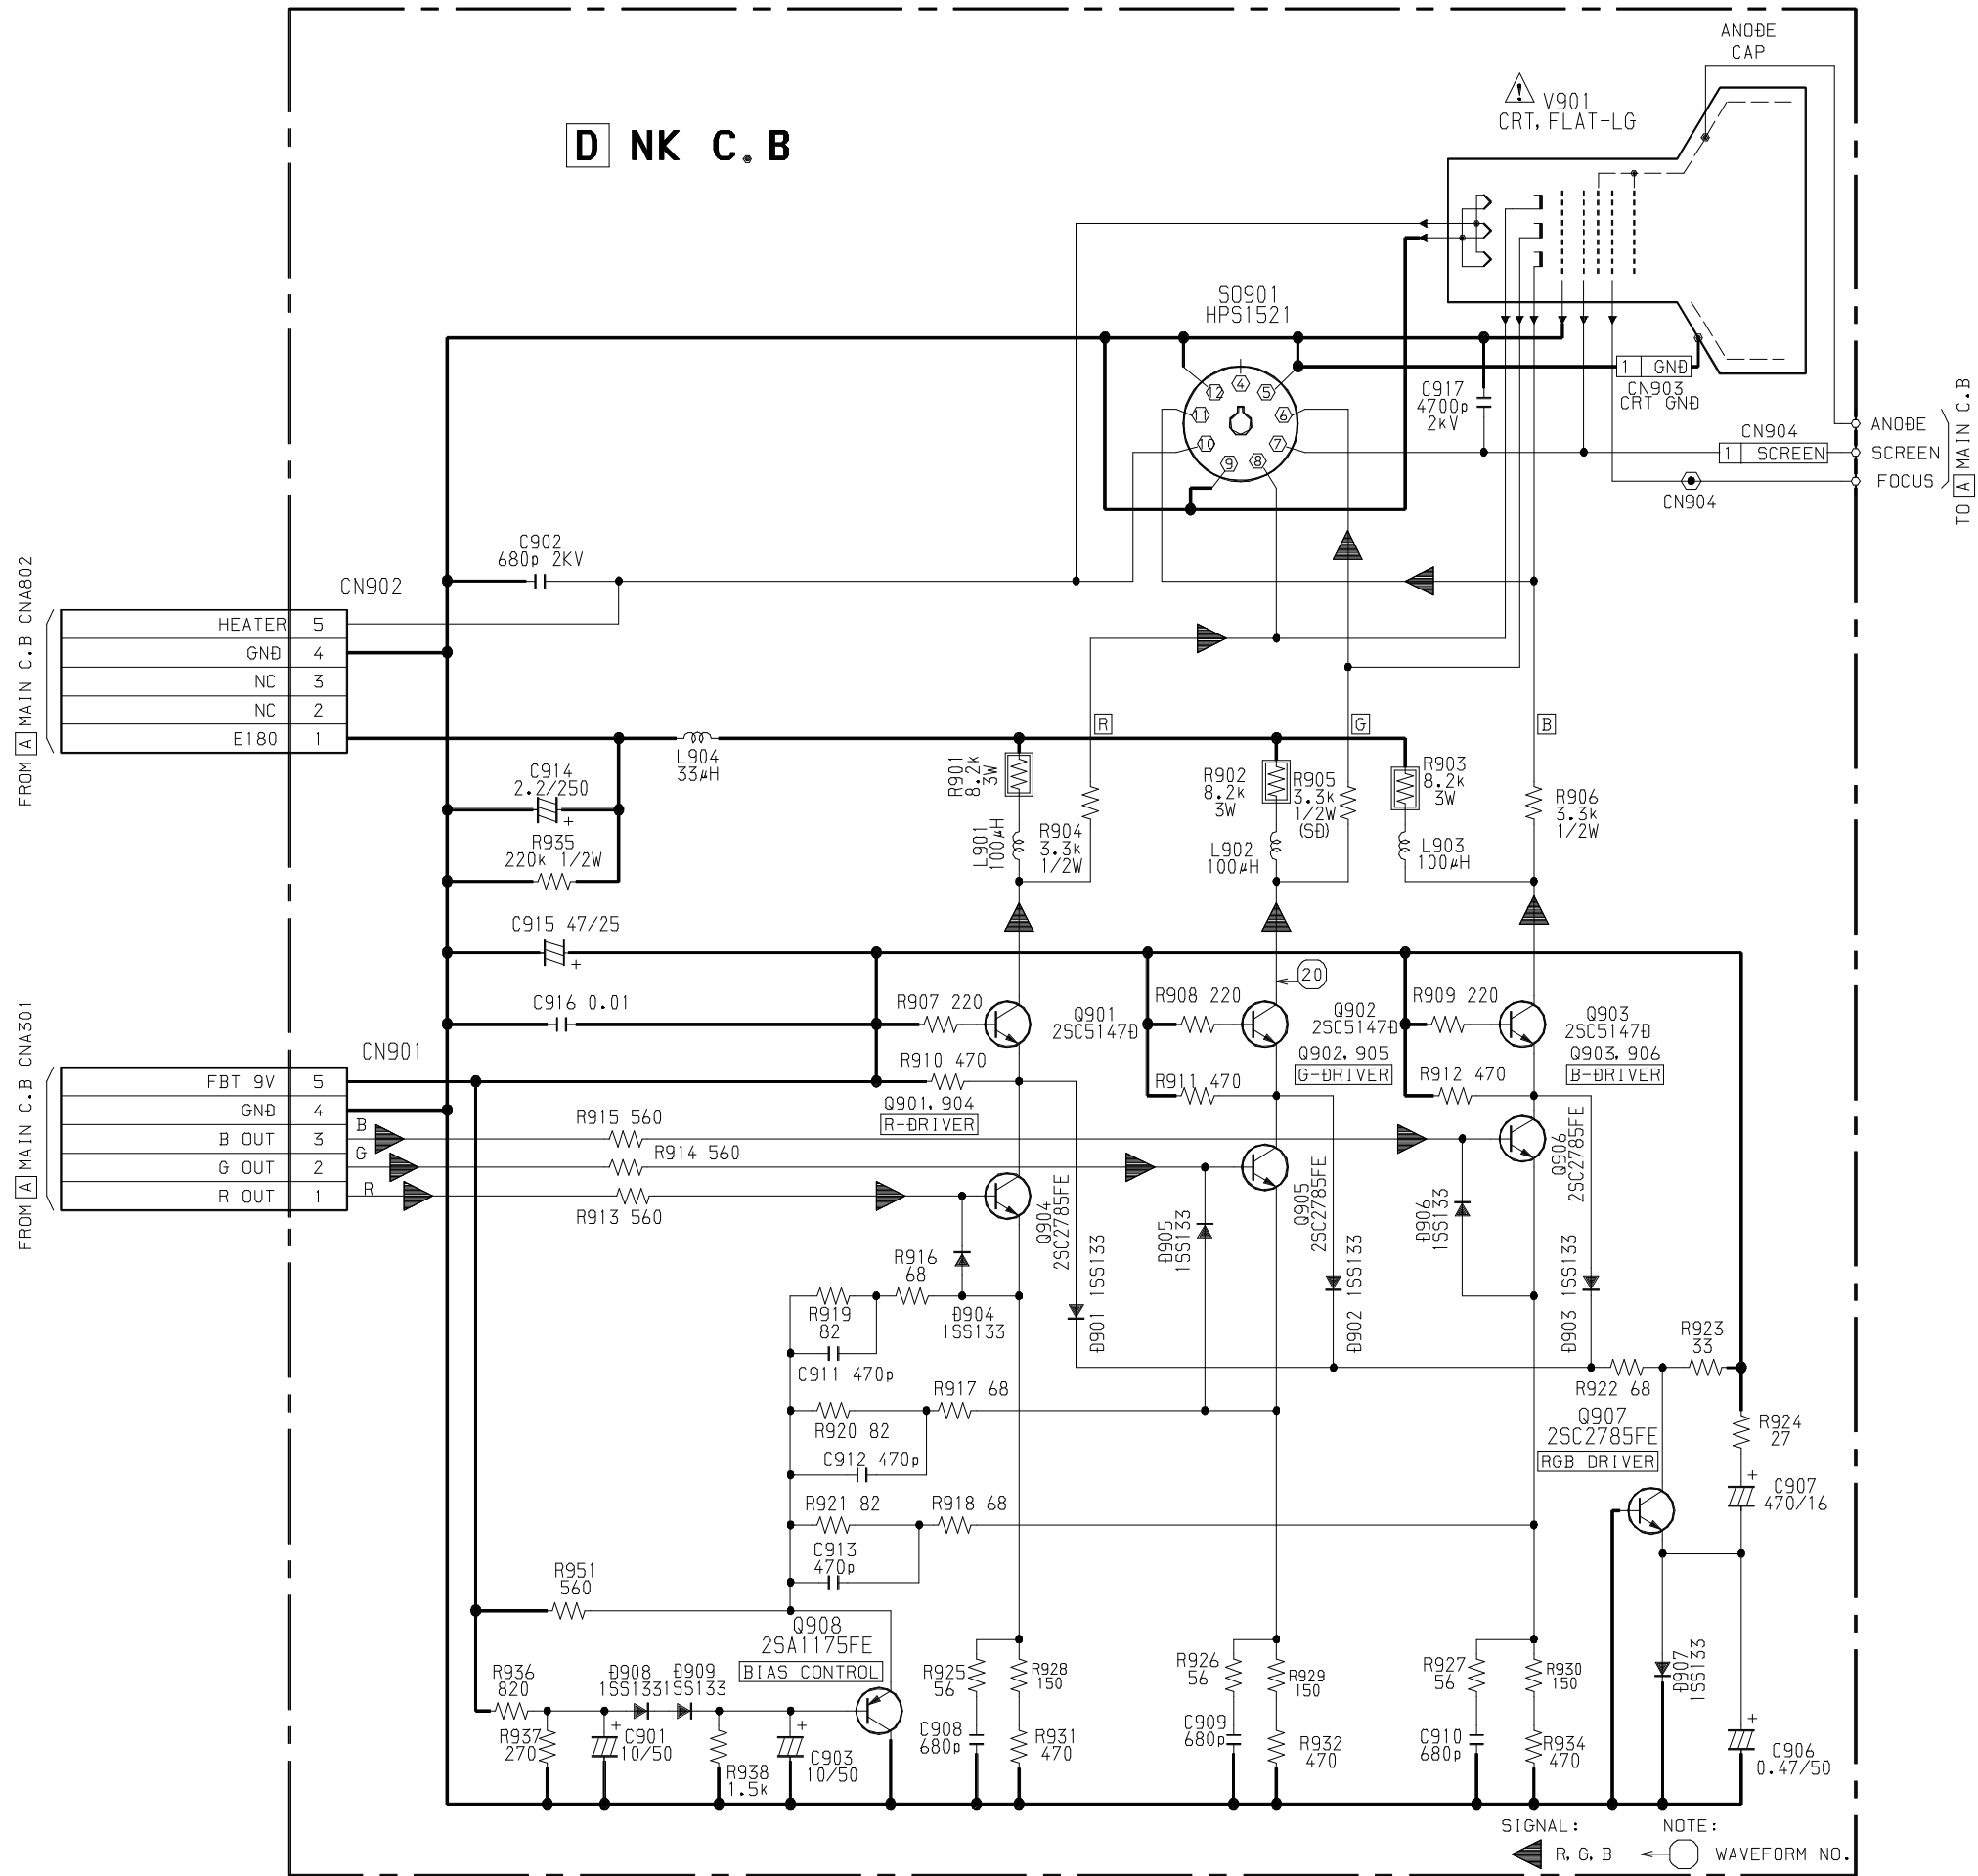 D NK C.B
ANODE
CAP
V901
CRT, FLAT-LG
SO901
HPS1521
4
5
6
7
8
9
10
11
12
C917
4700p
2kV
1 GND
CN903
CRT GND
CN904
1 SCREEN
CN904
ANODE
SCREEN
FOCUS
TO A MAIN C.B
C902
680p 2KV
CN902
FROM A MAIN C.B CNA802
HEATER 5
GND 4
NC 3
NC 2
E180 1
L904
33μH
C914
2.2/250
+
R935
220k 1/2W
R
G
B
R901
8.2k
3W
L901
100μH
R904
3.3k
1/2W
R902
8.2k
3W
R905
3.3k
1/2W
(SD)
L902
100μH
R903
8.2k
3W
L903
100μH
R906
3.3k
1/2W
C915 47/25
+
C916 0.01
20
R907 220
Q901
2SC5147D
R908 220
Q902
2SC5147D
R909 220
Q903
2SC5147D
R910 470
Q901, 904
R-DRIVER
R911 470
Q902, 905
G-DRIVER
R912 470
Q903, 906
B-DRIVER
CN901
FROM A MAIN C.B CNA301
FBT 9V 5
GND 4
B OUT 3
G OUT 2
R OUT 1
B
G
R
R915 560
R914 560
R913 560
Q904
2SC2785FE
Q905
2SC2785FE
Q906
2SC2785FE
D905
1SS133
D906
1SS133
D901 1SS133
D902 1SS133
D903 1SS133
R916
68
D904
1SS133
R919
82
C911 470p
R917 68
R920 82
C912 470p
R921 82
R918 68
C913
470p
R923
33
R922 68
Q907
2SC2785FE
RGB DRIVER
R924
27
+
C907
470/16
R951
560
Q908
2SA1175FE
BIAS CONTROL
R936
820
D908
1SS133
D909
1SS133
R937
270
+
C901
10/50
R938
1.5k
+
C903
10/50
R925
56
R928
150
C908
680p
R931
470
R926
56
R929
150
C909
680p
R932
470
R927
56
R930
150
C910
680p
R934
470
D907
1SS133
+
C906
0.47/50
SIGNAL:
R, G, B
NOTE:
WAVEFORM NO.